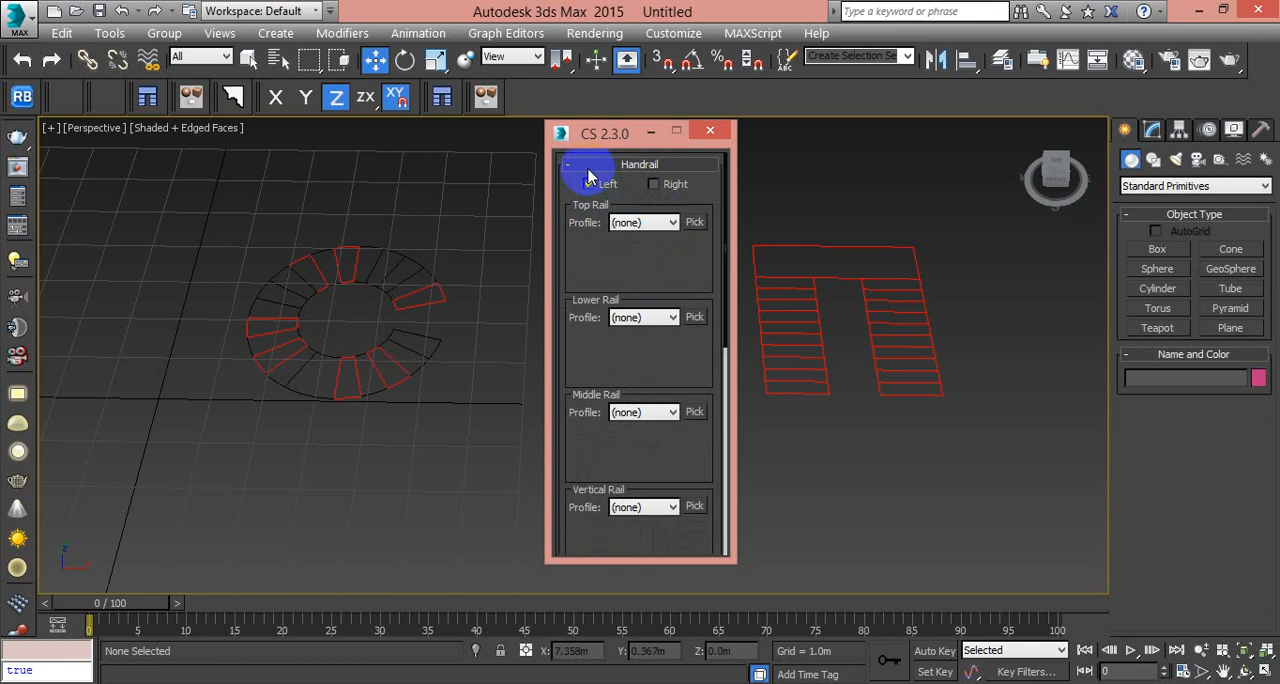 Autodesk 3ds Max 2015 Untitled
Workspace: Default
Type a keyword or phrase
MAX
Edit Tools Group Views Create Modifiers Animation Graph Editors Rendering Customize MAXScript Help
All
View
3
Create Selection Se
RB X Y Z ZX XY
[+] [Perspective] [Shaded + Edged Faces]
CS 2.3.0
Handrail
Left Right
Top Rail
Profile: (none) Pick
Lower Rail
Profile: (none) Pick
Middle Rail
Profile: (none) Pick
Vertical Rail
Profile: (none) Pick
TOP
FRONT
Standard Primitives
- Object Type
AutoGrid
Box Cone
Sphere GeoSphere
Cylinder Tube
Torus Pyramid
Teapot Plane
- Name and Color
z
< 0 / 100 >
0 5 10 15 20 25 30 35 40 45 50 55 60 65 70 75 80 85 90 95 100
None Selected X: 7.358m Y: 0.367m Z: 0.0m Grid = 1.0m Auto Key Selected
true
Add Time Tag Set Key Key Filters... 0